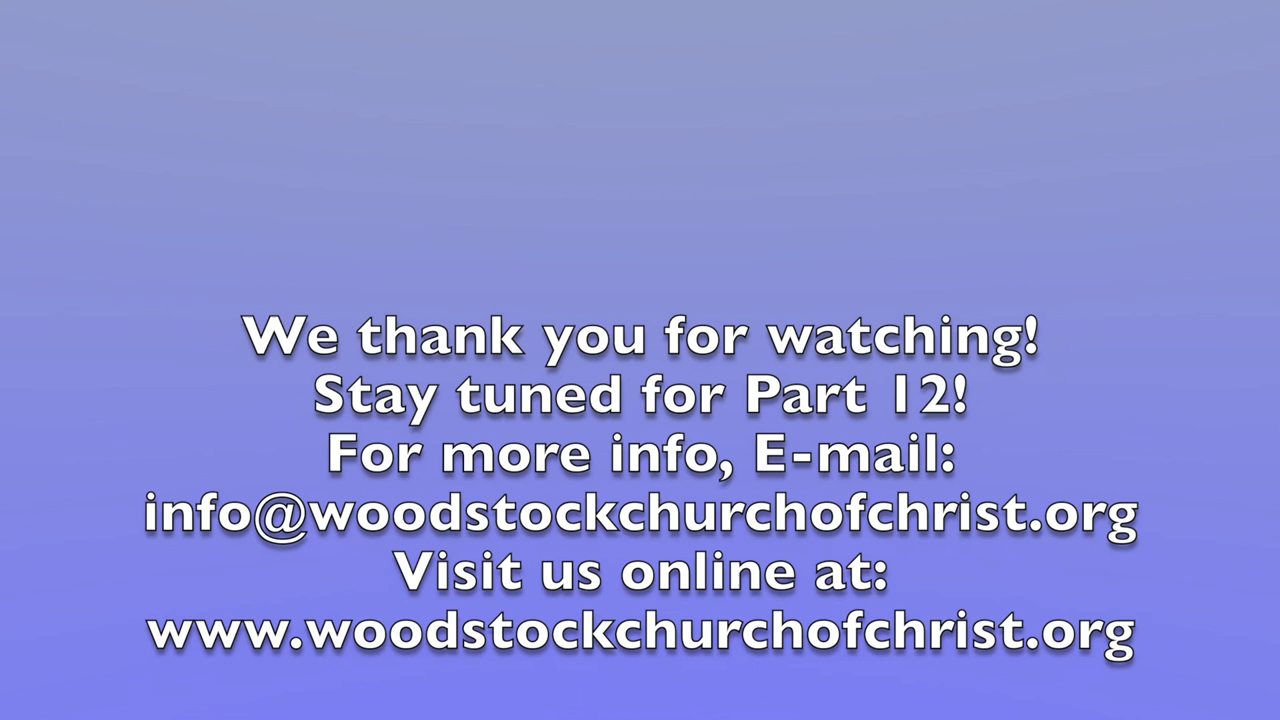 We thank you for watching!
Stay tuned for Part 12!
For more info, E-mail:
info@woodstockchurchofchrist.org
Visit us online at:
www.woodstockchurchofchrist.org